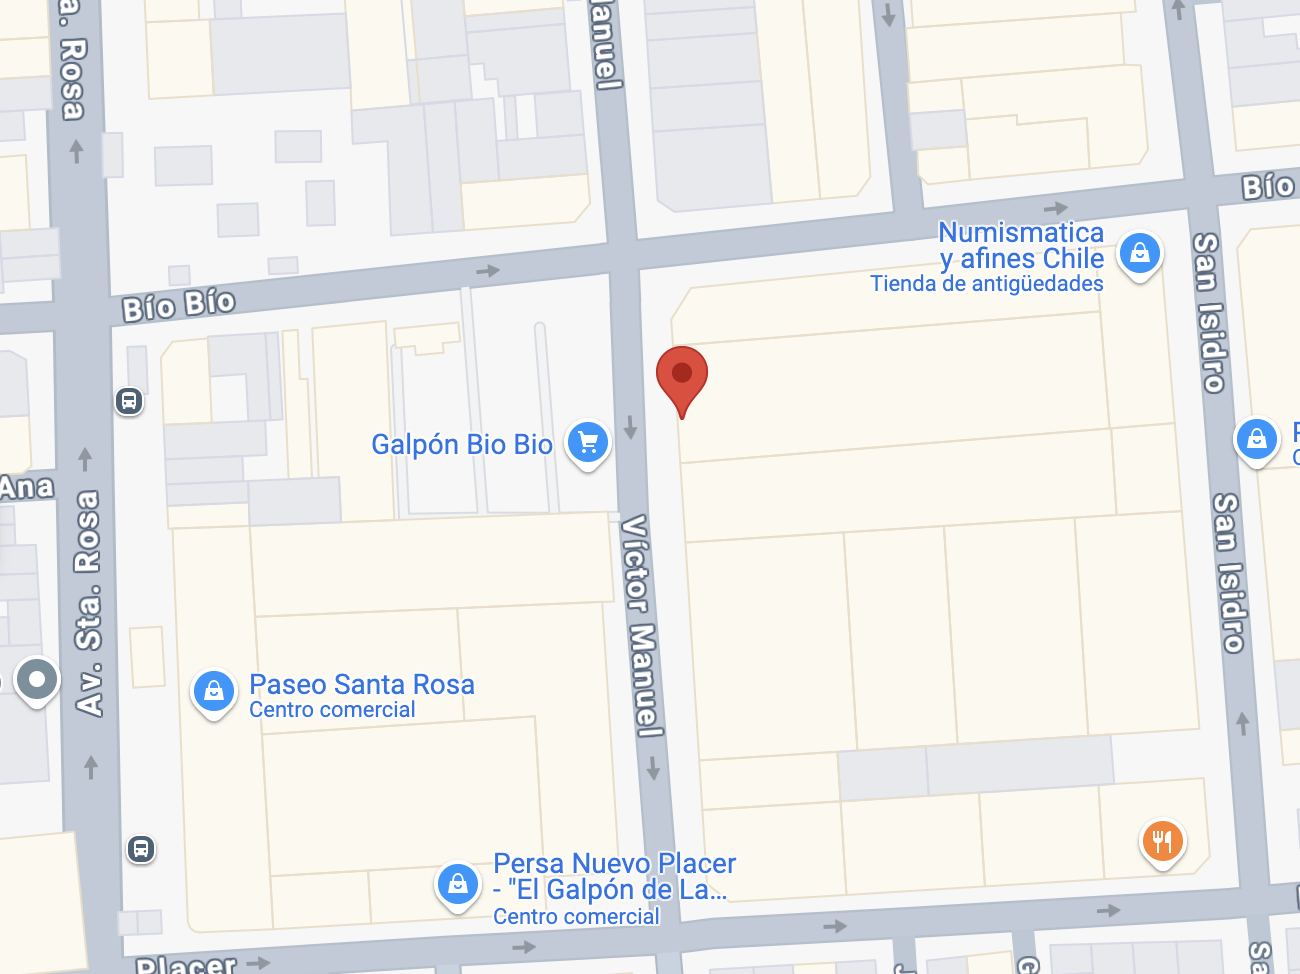 a. Rosa
Manuel
Bío
Numismatica
y afines Chile
Tienda de antigüedades
Bío Bío
San Isidro
Galpón Bio Bio
Ana
Av. Sta. Rosa
Víctor Manuel
San Isidro
Paseo Santa Rosa
Centro comercial
Persa Nuevo Placer
- "El Galpón de La...
Centro comercial
Placer
Sa